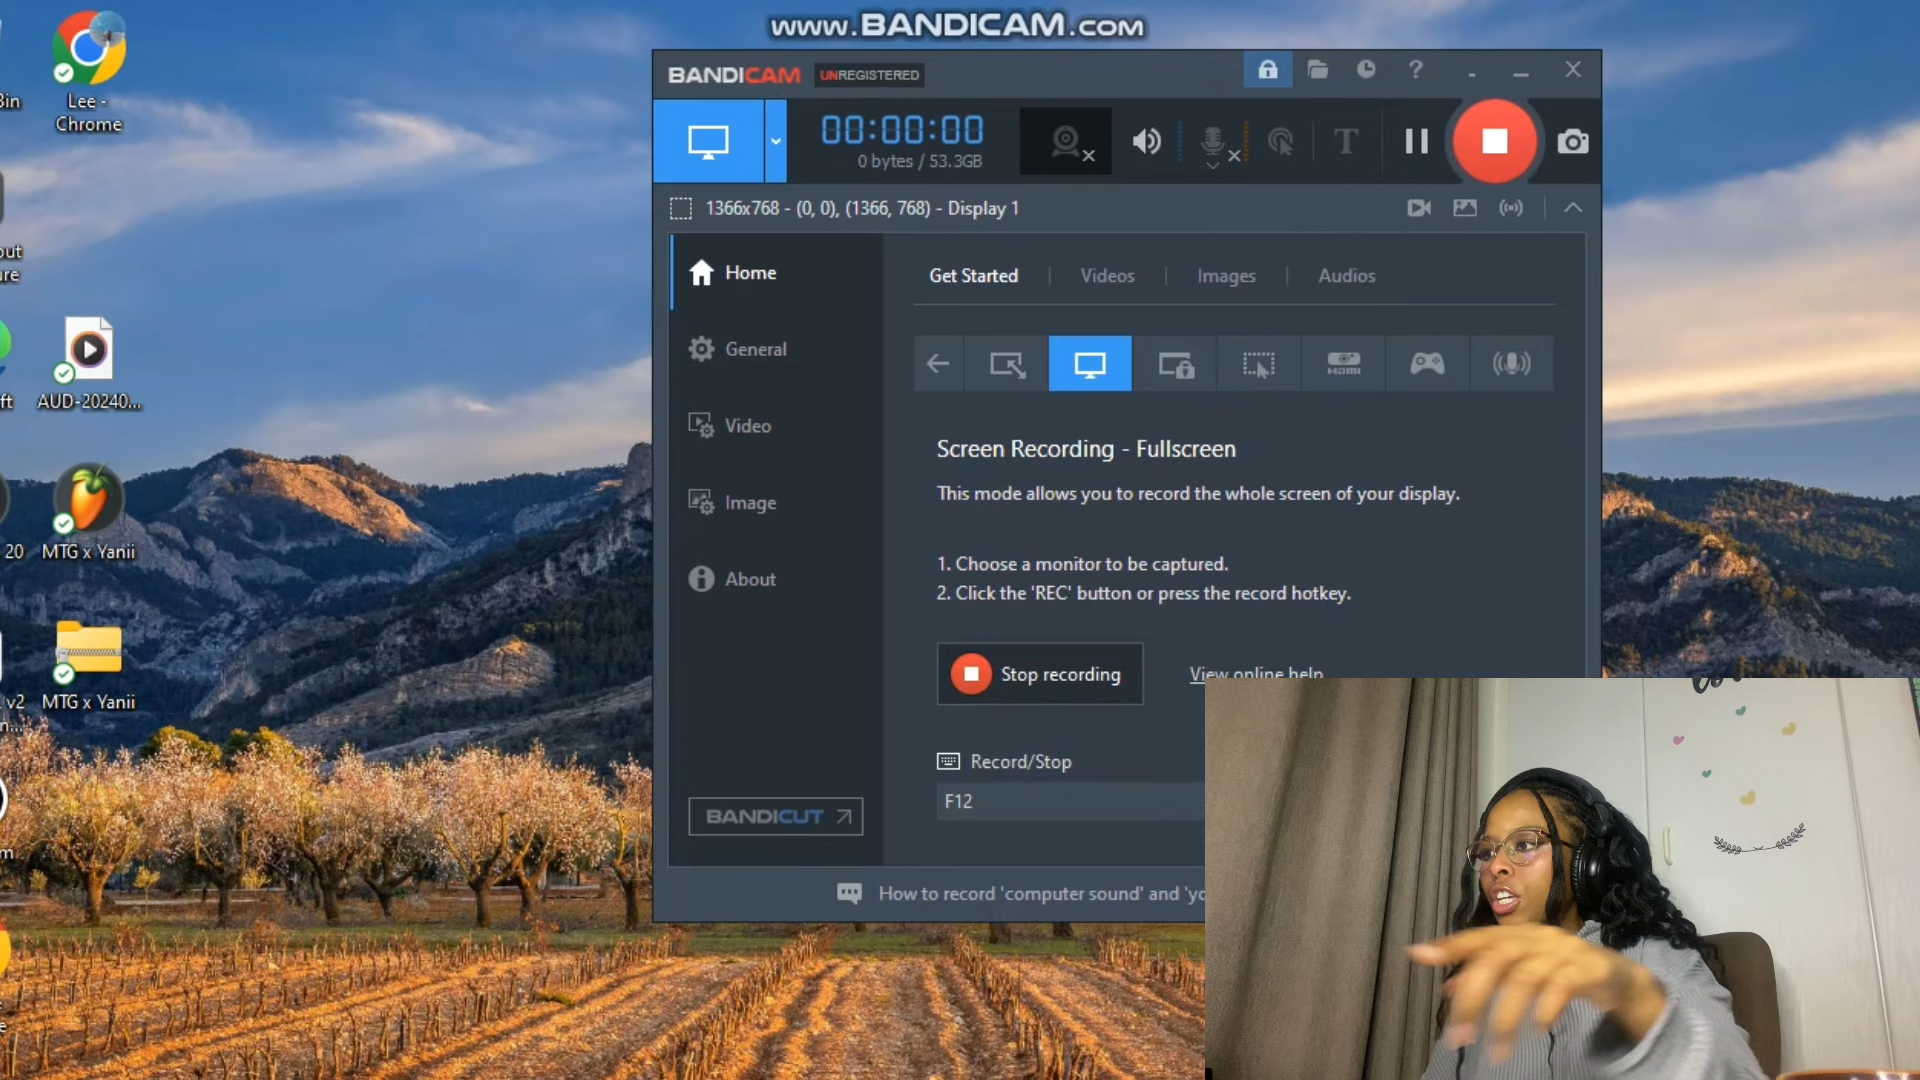 www.BANDICAM.com
BANDICAM UNREGISTERED
Bin
Lee -
Chrome
00:00:00
0 bytes / 53.3GB
T
1366x768 - (0, 0), (1366, 768) - Display 1
Home
Get Started
Videos
Images
Audios
General
HDMI
AUD-20240...
Video
Screen Recording - Fullscreen
This mode allows you to record the whole screen of your display.
Image
20
MTG x Yanii
1. Choose a monitor to be captured.
2. Click the 'REC' button or press the record hotkey.
About
Stop recording
View online help
v2
MTG x Yanii
Record/Stop
F12
BANDICUT
How to record 'computer sound' and 'yo